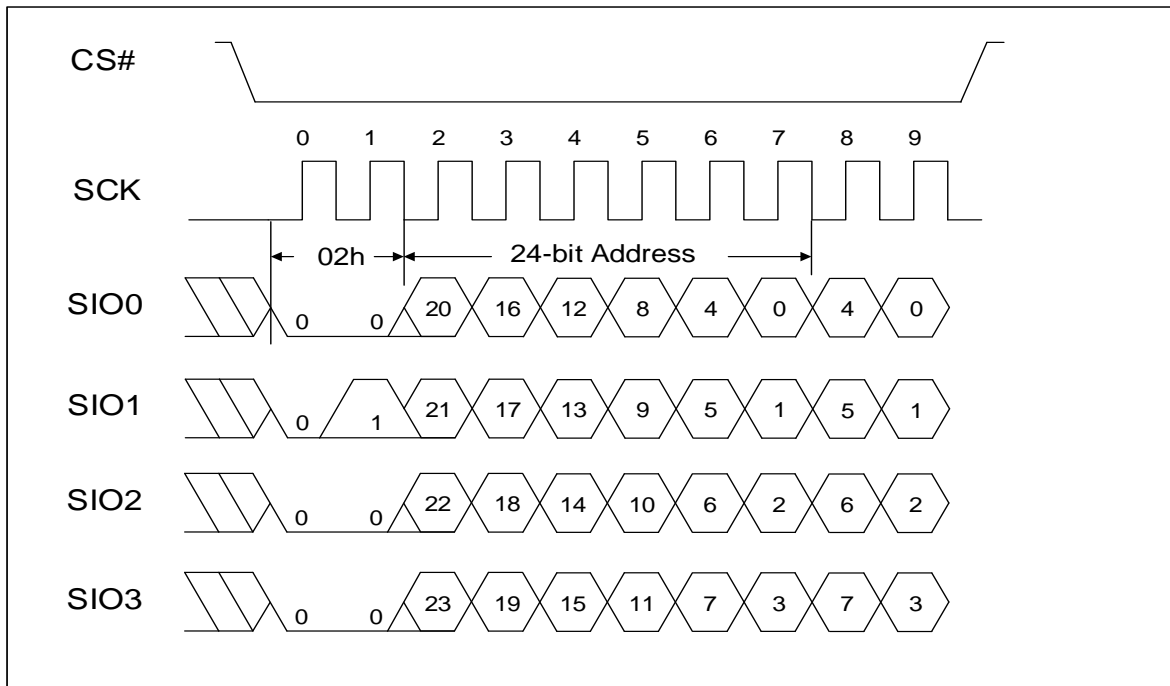 CS#
0 1 2 3 4 5 6 7 8 9
SCK
02h 24-bit Address
SIO0 0 0 20 16 12 8 4 0 4 0
SIO1 0 1 21 17 13 9 5 1 5 1
SIO2 0 0 22 18 14 10 6 2 6 2
SIO3 0 0 23 19 15 11 7 3 7 3